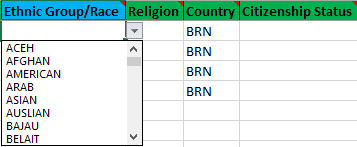 Ethnic Group/Race Religion Country Citizenship Status
BRN
ACEH
AFGHAN BRN
AMERICAN
ARAB BRN
ASIAN
AUSLIAN BRN
BAJAU
BELAIT